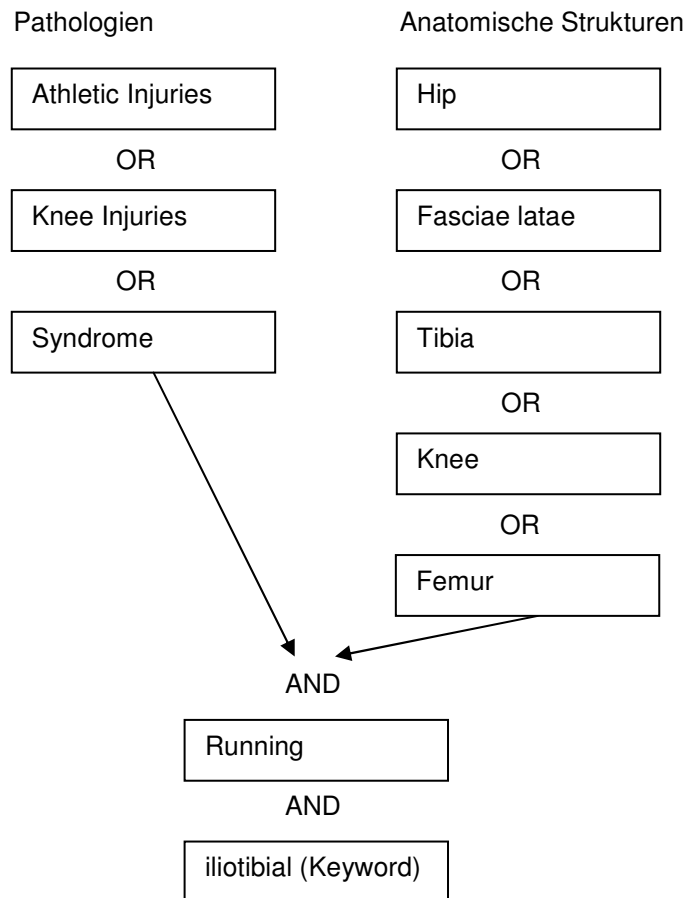 Pathologien
Athletic Injuries
OR
Knee Injuries
OR
Syndrome
Anatomische Strukturen
Hip
OR
Fasciae latae
OR
Tibia
OR
Knee
OR
Femur
AND
Running
AND
iliotibial (Keyword)